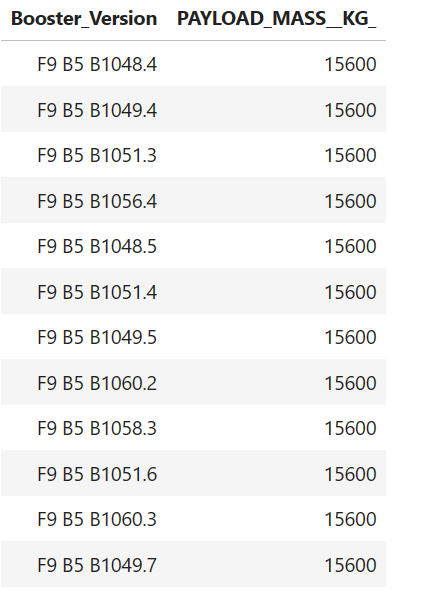 Booster_Version PAYLOAD_MASS__KG_
F9 B5 B1048.4 15600
F9 B5 B1049.4 15600
F9 B5 B1051.3 15600
F9 B5 B1056.4 15600
F9 B5 B1048.5 15600
F9 B5 B1051.4 15600
F9 B5 B1049.5 15600
F9 B5 B1060.2 15600
F9 B5 B1058.3 15600
F9 B5 B1051.6 15600
F9 B5 B1060.3 15600
F9 B5 B1049.7 15600